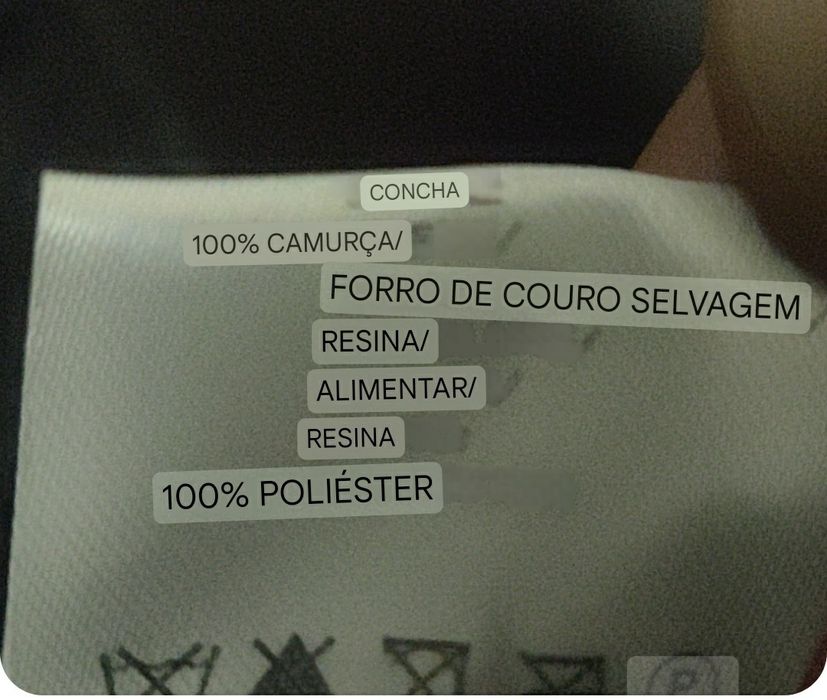 CONCHA
100% CAMURÇA/
FORRO DE COURO SELVAGEM
RESINA/
ALIMENTAR/
RESINA
100% POLIÉSTER
P